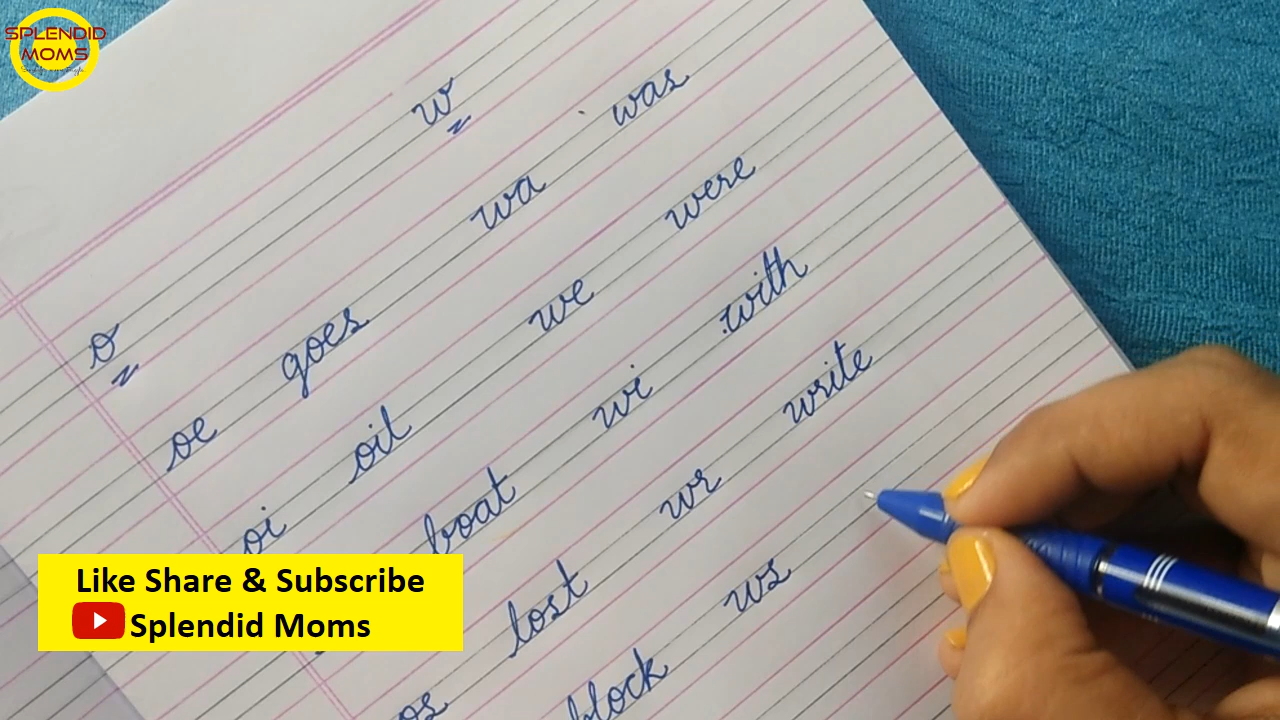 SPLENDID
MOMS
w
o
wa was
oe goes
we were
oi oil
wi with
boat
wr write
lost
ws
os block
Like Share & Subscribe
Splendid Moms